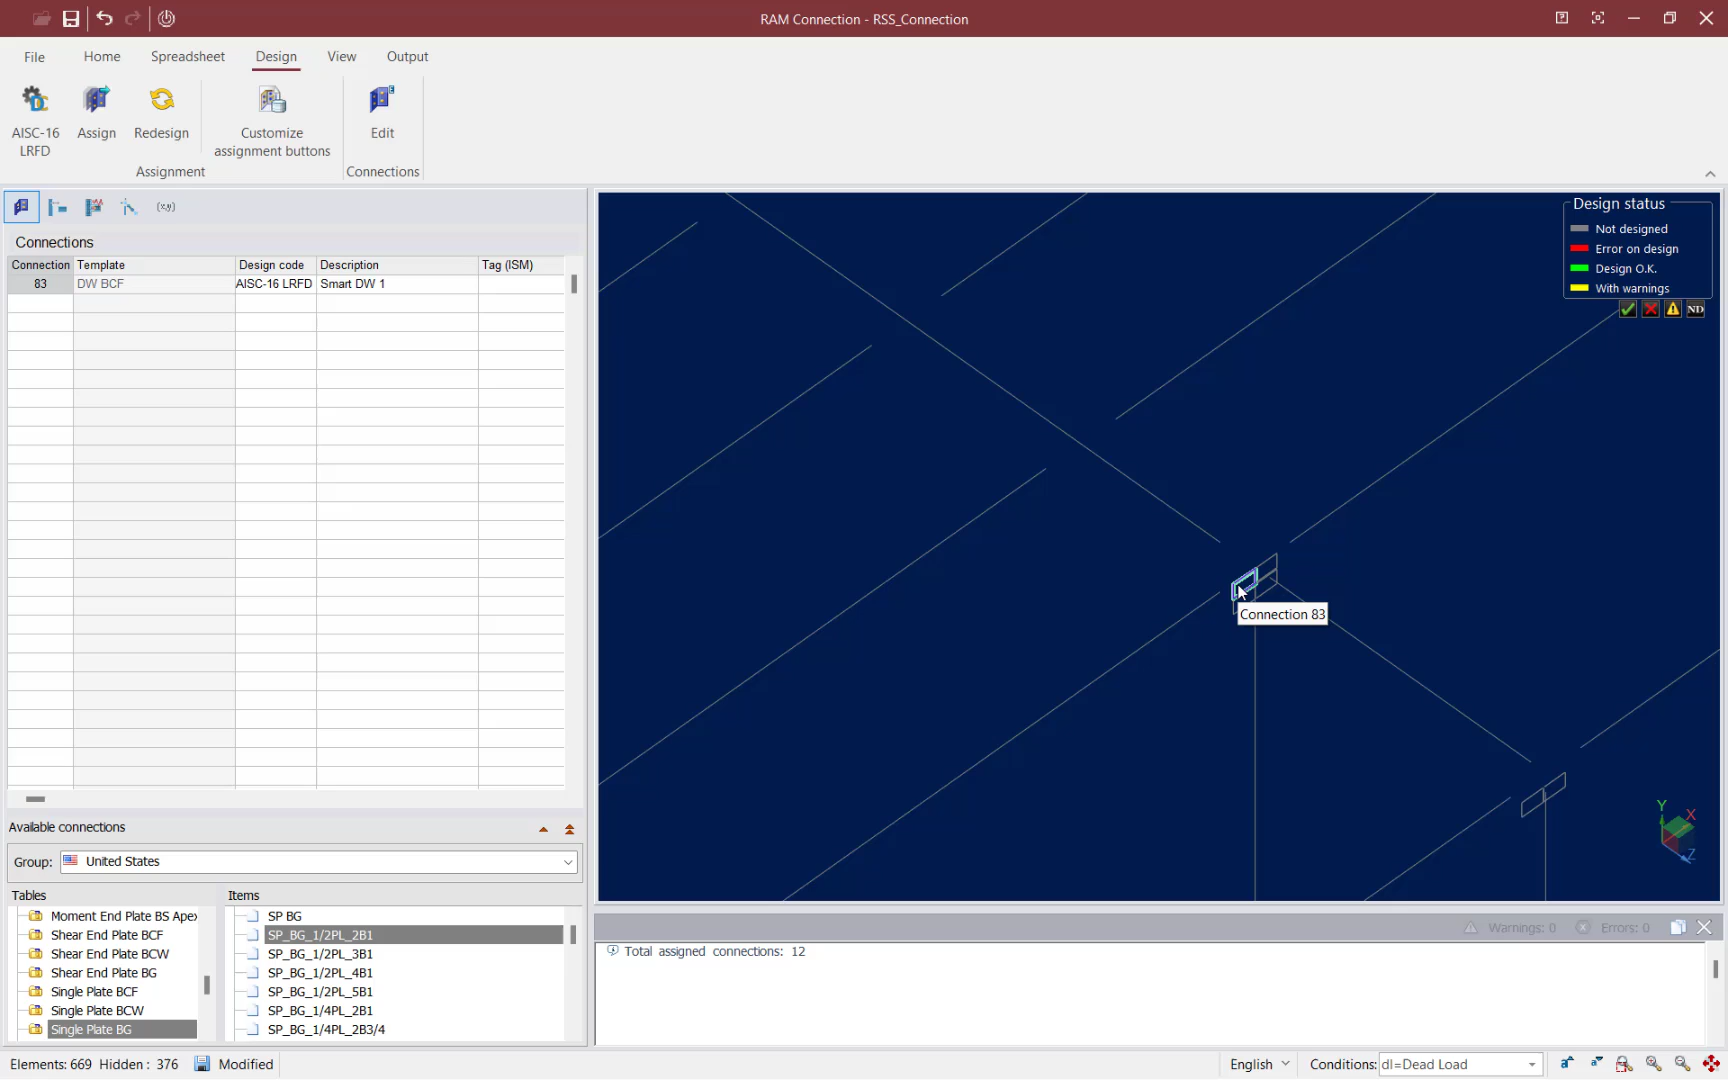 RAM Connection - RSS_Connection
File Home Spreadsheet Design View Output
AISC-16 LRFD
Assign
Redesign
Customize assignment buttons
Edit
Assignment
Connections
(x,y)
Connections
Connection Template Design code Description Tag (ISM)
83 DW BCF AISC-16 LRFD Smart DW 1
Design status
Not designed
Error on design
Design O.K.
With warnings
ND
Connection 83
Y X
Z
Available connections
Group: United States
Tables
Moment End Plate BS Apex
Shear End Plate BCF
Shear End Plate BCW
Shear End Plate BG
Single Plate BCF
Single Plate BCW
Single Plate BG
Items
SP BG
SP_BG_1/2PL_2B1
SP_BG_1/2PL_3B1
SP_BG_1/2PL_4B1
SP_BG_1/2PL_5B1
SP_BG_1/4PL_2B1
SP_BG_1/4PL_2B3/4
Warnings: 0 Errors: 0
Total assigned connections: 12
Elements: 669 Hidden : 376 Modified
English Conditions: dl=Dead Load